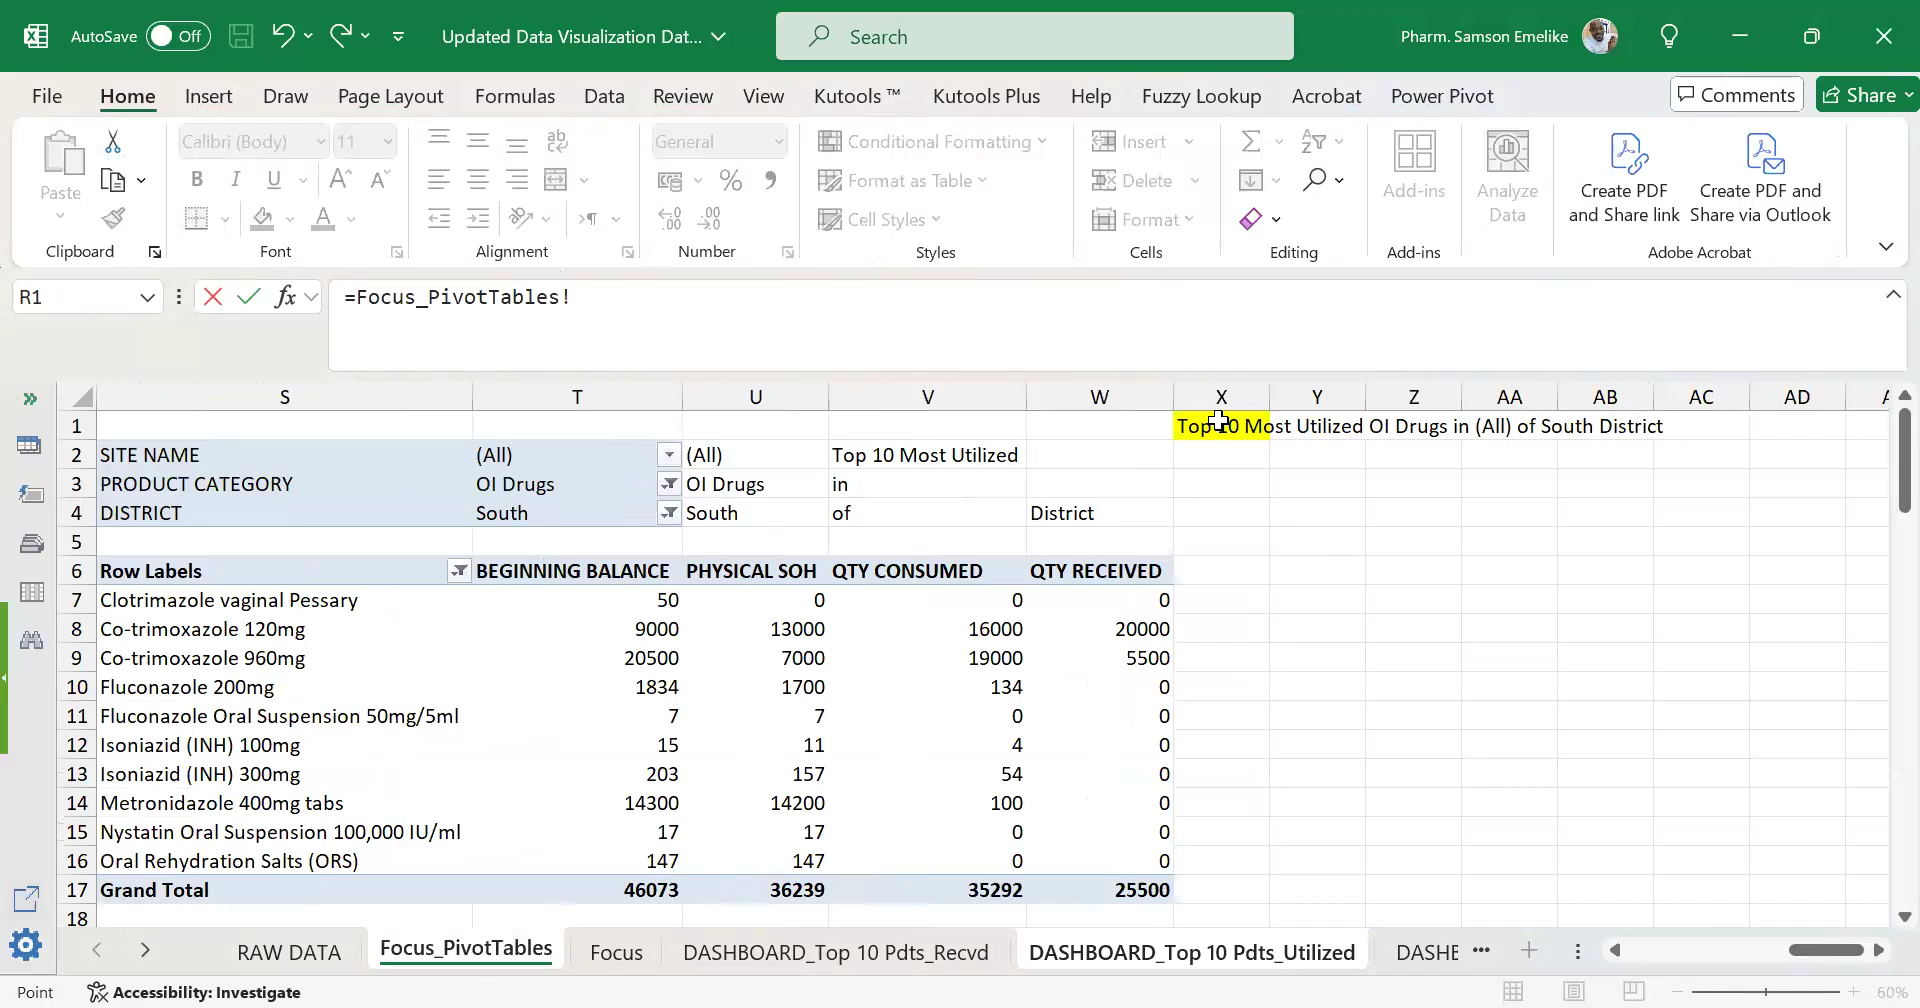 AutoSave Off Updated Data Visualization Dat... Search Pharm. Samson Emelike
File Home Insert Draw Page Layout Formulas Data Review View Kutools ™ Kutools Plus Help Fuzzy Lookup Acrobat Power Pivot Comments Share
Paste Calibri (Body) 11 General Conditional Formatting Insert Add-ins Analyze Data Create PDF and Share link Create PDF and Share via Outlook
B I U Format as Table Delete
Cell Styles Format
Clipboard Font Alignment Number Styles Cells Editing Add-ins Adobe Acrobat
R1 fx =Focus_PivotTables!
S T U V W X Y Z AA AB AC AD
1 Top 10 Most Utilized OI Drugs in (All) of South District
2 SITE NAME (All) (All) Top 10 Most Utilized
3 PRODUCT CATEGORY OI Drugs OI Drugs in
4 DISTRICT South South of District
5
6 Row Labels BEGINNING BALANCE PHYSICAL SOH QTY CONSUMED QTY RECEIVED
7 Clotrimazole vaginal Pessary 50 0 0 0
8 Co-trimoxazole 120mg 9000 13000 16000 20000
9 Co-trimoxazole 960mg 20500 7000 19000 5500
10 Fluconazole 200mg 1834 1700 134 0
11 Fluconazole Oral Suspension 50mg/5ml 7 7 0 0
12 Isoniazid (INH) 100mg 15 11 4 0
13 Isoniazid (INH) 300mg 203 157 54 0
14 Metronidazole 400mg tabs 14300 14200 100 0
15 Nystatin Oral Suspension 100,000 IU/ml 17 17 0 0
16 Oral Rehydration Salts (ORS) 147 147 0 0
17 Grand Total 46073 36239 35292 25500
18
RAW DATA Focus_PivotTables Focus DASHBOARD_Top 10 Pdts_Recvd DASHBOARD_Top 10 Pdts_Utilized DASHE ...
Point Accessibility: Investigate 60%